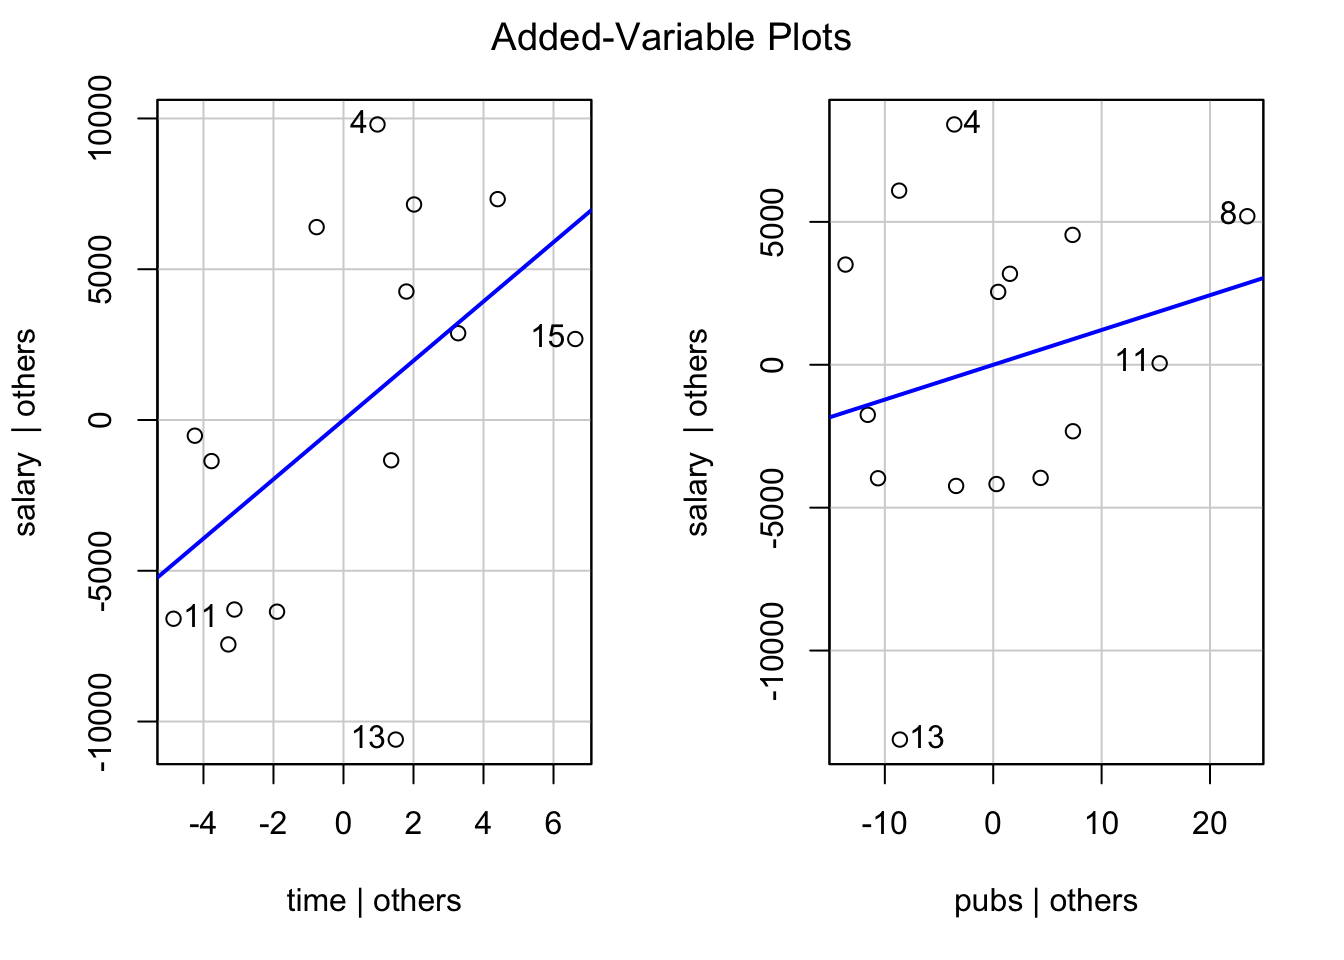 Added-Variable Plots
salary | others
10000
5000
0
-5000
-10000
4
15
11
13
-4 -2 0 2 4 6
time | others
salary | others
5000
0
-5000
-10000
4
8
11
13
-10 0 10 20
pubs | others